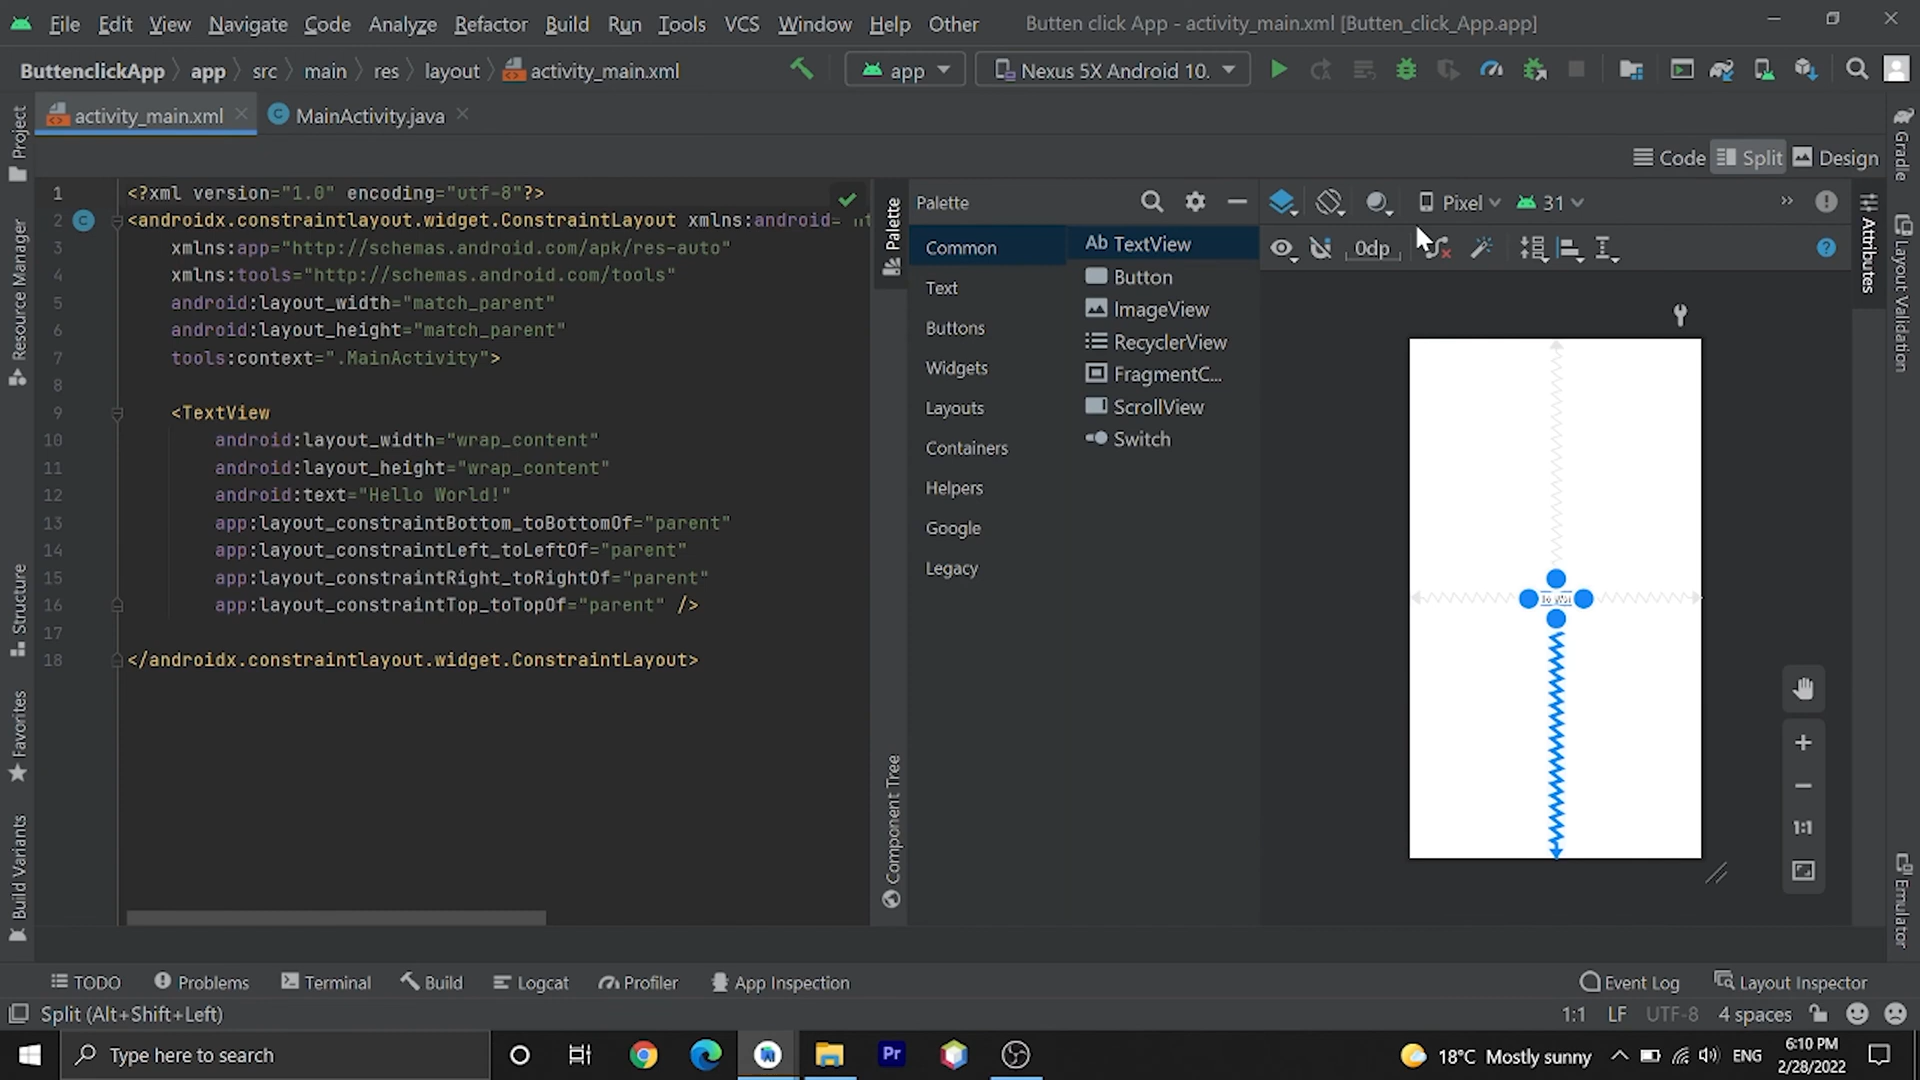 File Edit View Navigate Code Analyze Refactor Build Run Tools VCS Window Help Other Butten click App - activity_main.xml [Butten_click_App.app]
ButtenclickApp app src main res layout activity_main.xml app Nexus 5X Android 10.
activity_main.xml MainActivity.java
Code Split Design
Project
Resource Manager
Structure
Favorites
Build Variants
1 <?xml version="1.0" encoding="utf-8"?>
2 <androidx.constraintlayout.widget.ConstraintLayout xmlns:android=
3 xmlns:app="http://schemas.android.com/apk/res-auto"
4 xmlns:tools="http://schemas.android.com/tools"
5 android:layout_width="match_parent"
6 android:layout_height="match_parent"
7 tools:context=".MainActivity">
8
9 <TextView
10 android:layout_width="wrap_content"
11 android:layout_height="wrap_content"
12 android:text="Hello World!"
13 app:layout_constraintBottom_toBottomOf="parent"
14 app:layout_constraintLeft_toLeftOf="parent"
15 app:layout_constraintRight_toRightOf="parent"
16 app:layout_constraintTop_toTopOf="parent" />
17
18 </androidx.constraintlayout.widget.ConstraintLayout>
Palette
Component Tree
Palette
Common
Text
Buttons
Widgets
Layouts
Containers
Helpers
Google
Legacy
Ab TextView
Button
ImageView
RecyclerView
FragmentC...
ScrollView
Switch
Pixel 31
0dp
1:1
Attributes
Gradle
Layout Validation
Emulator
TODO Problems Terminal Build Logcat Profiler App Inspection Event Log Layout Inspector
Split (Alt+Shift+Left) 1:1 LF UTF-8 4 spaces
Type here to search Pr 18°C Mostly sunny ENG 6:10 PM
2/28/2022